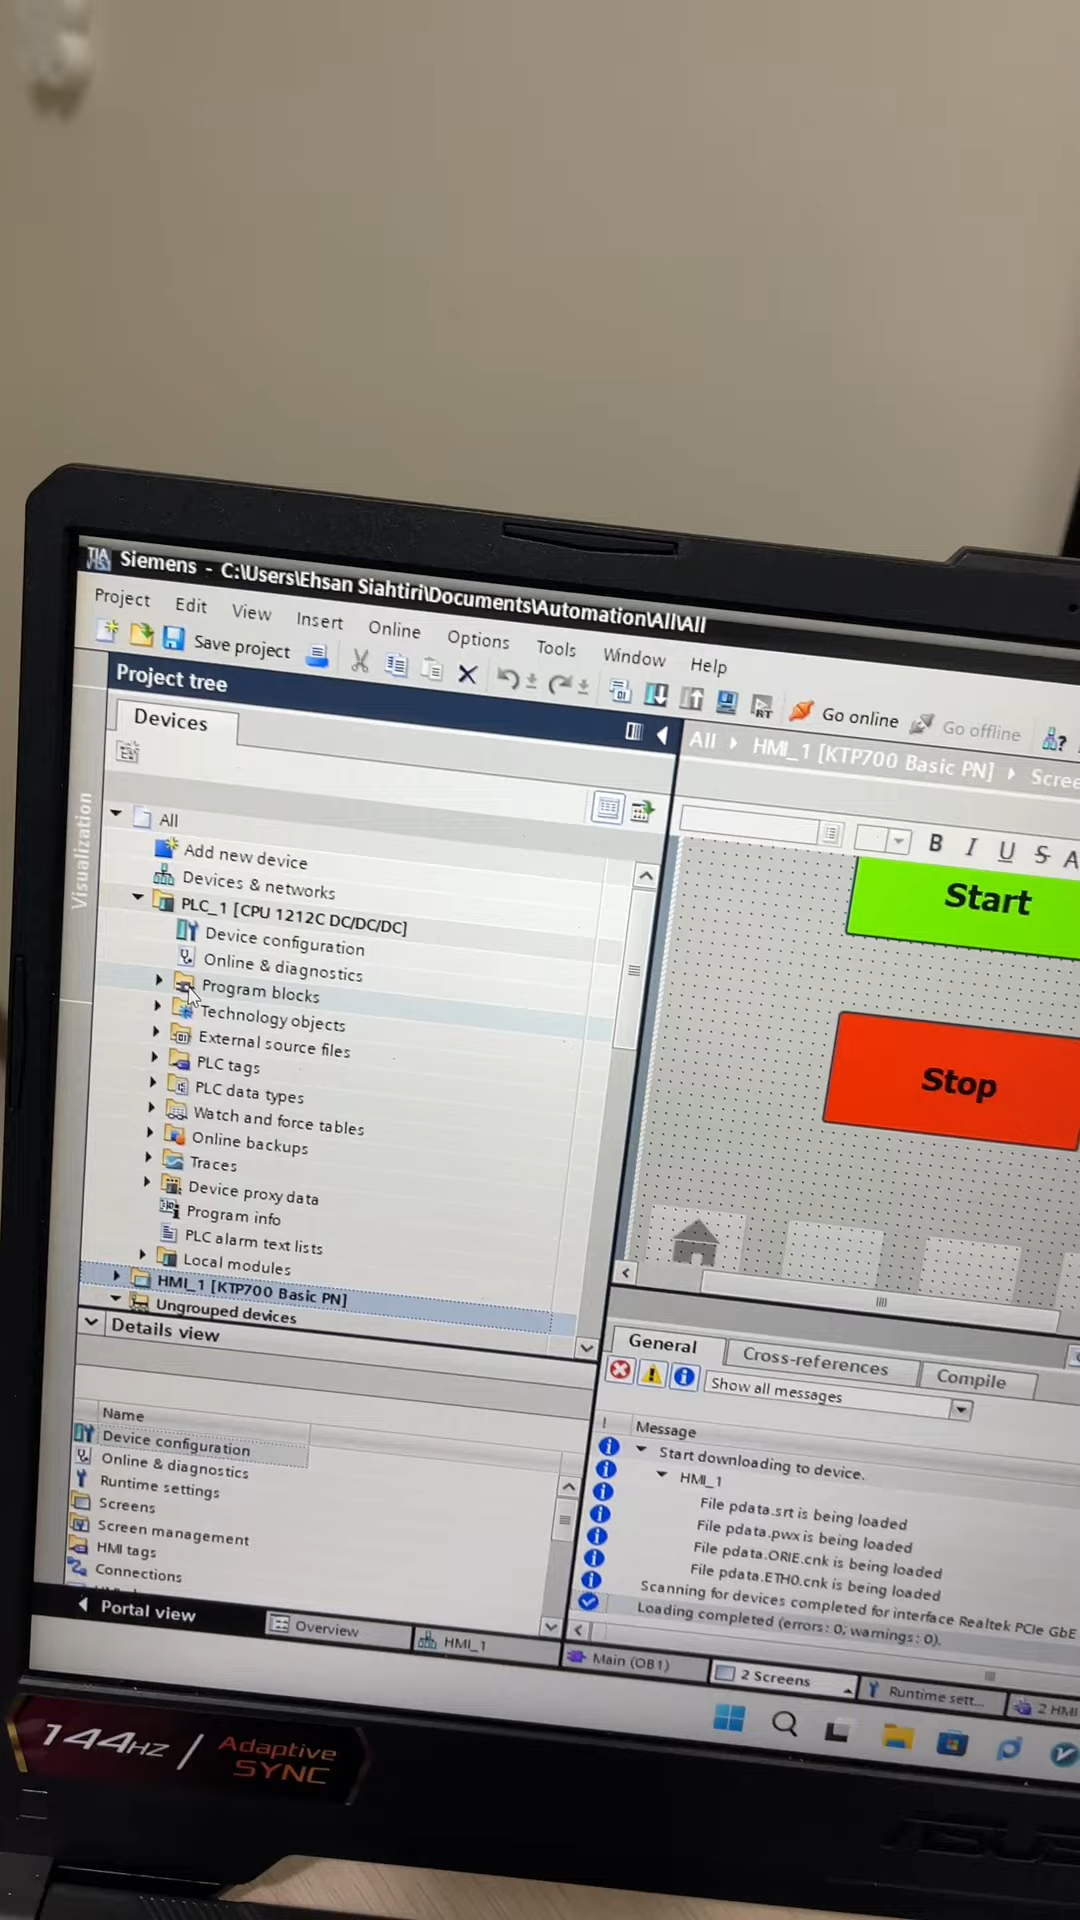 Siemens - C:\Users\Ehsan Siahtiri\Documents\Automation\All\All
Project Edit View Insert Online Options Tools Window Help
Save project
Go online
Go offline
Project tree
Devices
All › HMI_1 [KTP700 Basic PN] ›
Visualization
B I U S A
All
Add new device
Devices & networks
PLC_1 [CPU 1212C DC/DC/DC]
Device configuration
Online & diagnostics
Program blocks
Technology objects
External source files
PLC tags
PLC data types
Watch and force tables
Online backups
Traces
Device proxy data
Program info
PLC alarm text lists
Local modules
HMI_1 [KTP700 Basic PN]
Ungrouped devices
Start
Stop
Details view
Name
Device configuration
Online & diagnostics
Runtime settings
Screens
Screen management
HMI tags
Connections
General
Cross-references
Compile
Show all messages
! Message
Start downloading to device.
HMI_1
File pdata.srt is being loaded
File pdata.pwx is being loaded
File pdata.ORIE.cnk is being loaded
File pdata.ETH0.cnk is being loaded
Scanning for devices completed for interface Realtek PCIe GbE
Loading completed (errors: 0; warnings: 0).
Portal view
Overview
HMI_1
Main (OB1)
2 Screens
Runtime sett...
2 HMI
144HZ / Adaptive SYNC
ASUS